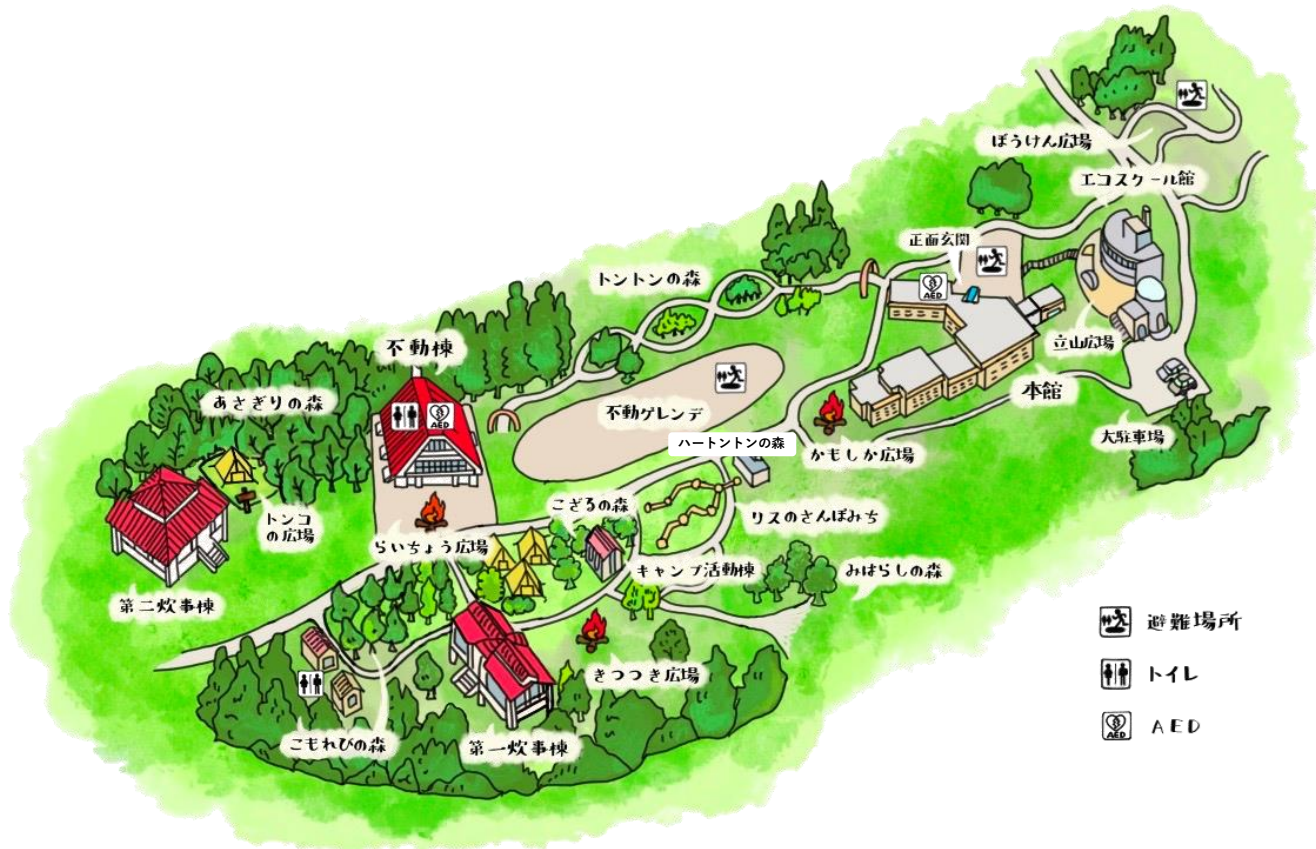 ぼうけん広場
エコスクール館
正面玄関
AED
トントンの森
立山広場
本館
不動棟
AED
あさぎりの森
不動ゲレンデ
ハートントンの森
かもしか広場
大駐車場
こざるの森
リスのさんぽみち
トンコ
の広場
らいちょう広場
キャンプ活動棟
みはらしの森
第二炊事棟
きつつき広場
こもれびの森
第一炊事棟
避難場所
トイレ
AED
AED